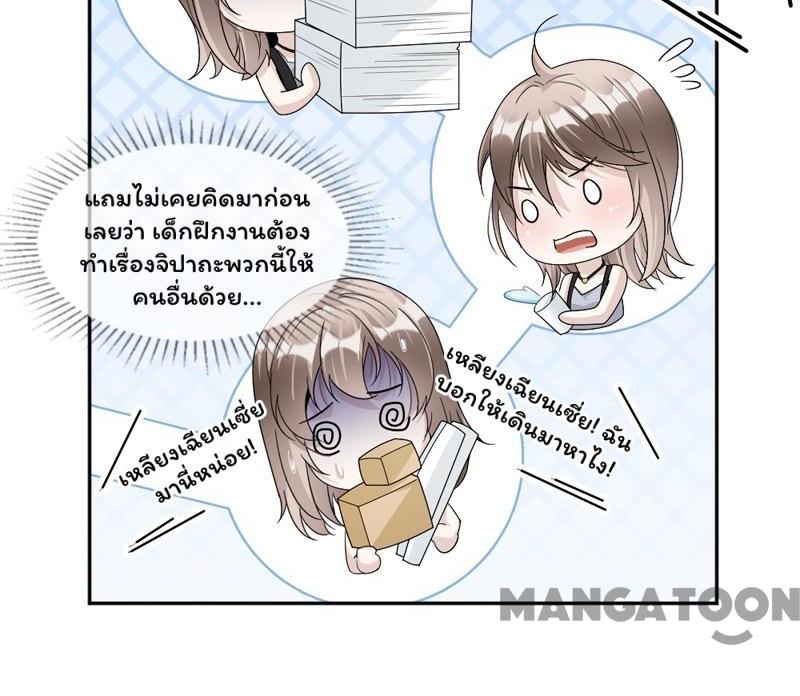 แถมไม่เคยคิดมาก่อน
เลยว่า เด็กฝึกงานต้อง
ทำเรื่องจิปาถะพวกนี้ให้
คนอื่นด้วย...
เหลียงเฉียนเซี่ย! ฉัน
บอกให้เดินมาหาไง!
เหลียงเฉียนเซี่ย
มานี่หน่อย!
MANGATOON